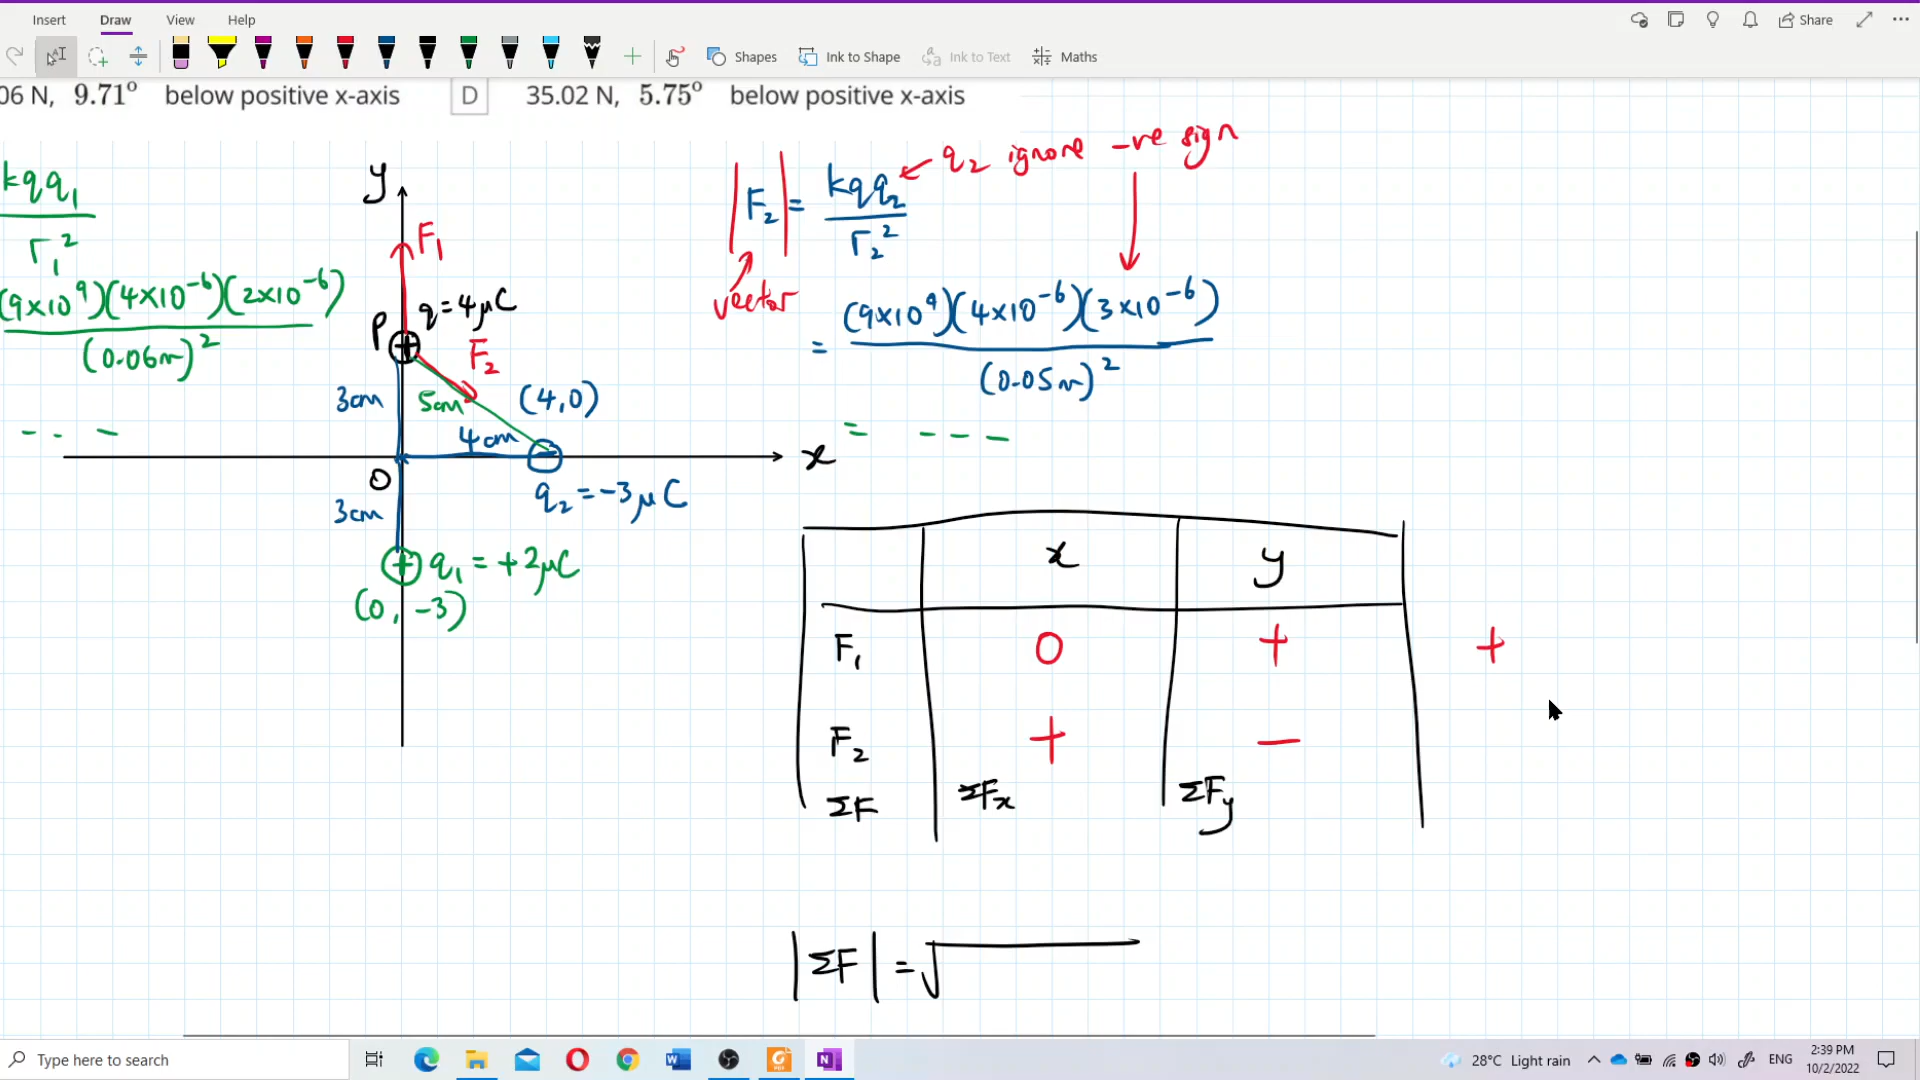 Insert Draw View Help
Share
Shapes Ink to Shape Ink to Text Maths
06 N, 9.71° below positive x-axis D 35.02 N, 5.75° below positive x-axis
kqq₁
r₁²
(9×10⁹)(4×10⁻⁶)(2×10⁻⁶)
(0.06m)²
- - -
y
F₁
P
q = 4μC
F₂
3cm
5cm
(4,0)
4cm
x
O
q₂ = -3μC
3cm
q₁ = +2μC
(0, -3)
|F₂| = kqq₂
r₂²
← q₂ ignore -ve sign
vector
= (9×10⁹)(4×10⁻⁶)(3×10⁻⁶)
(0.05m)²
= - - -
x y
F₁ 0 + +
F₂ + −
ΣF ΣFx ΣFy
|ΣF| = √
Type here to search
28°C Light rain
ENG
2:39 PM
10/2/2022